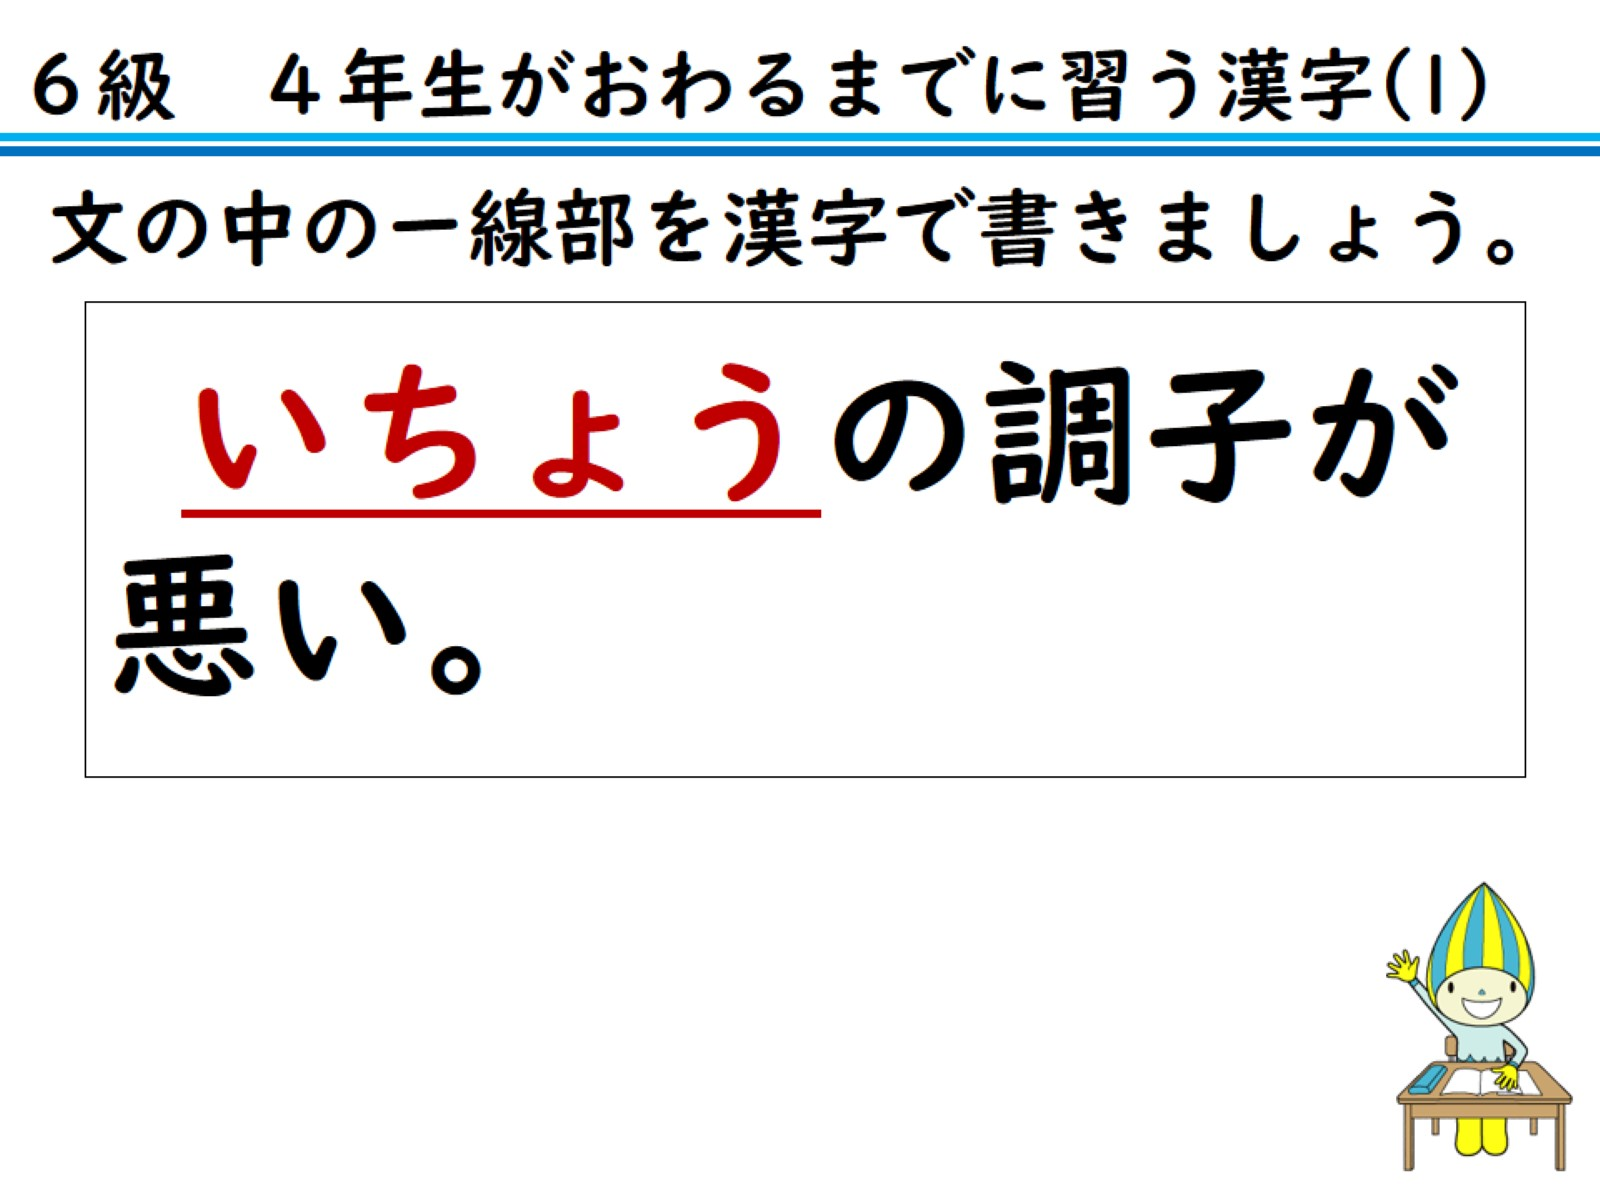 ６級　４年生がおわるまでに習う漢字(1)
文の中の－線部を漢字で書きましょう。
いちょうの調子が
悪い。